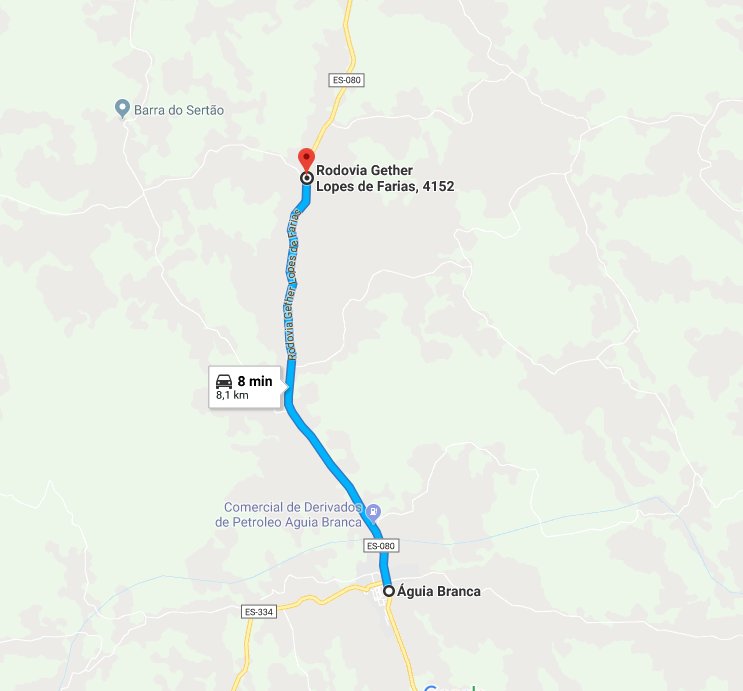 ES-080
Barra do Sertão
Rodovia Gether
Lopes de Farias, 4152
Rodovia Gether Lopes de Farias
8 min
8,1 km
Comercial de Derivados
de Petroleo Aguia Branca
ES-080
Águia Branca
ES-334